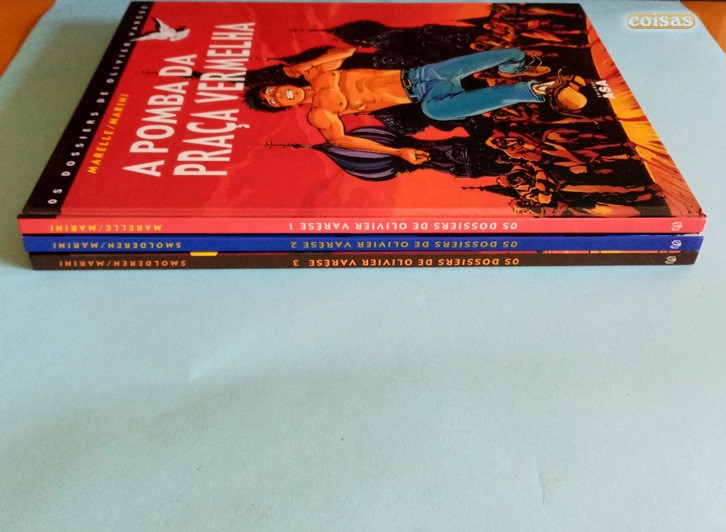 coisas
OS DOSSIERS DE OLIVIER VARÈSE
MARELLE/MARINI
A POMBA DA
PRAÇA VERMELHA
ASA
OS DOSSIERS DE OLIVIER VARÈSE 1 MARELLE/MARINI
OS DOSSIERS DE OLIVIER VARÈSE 2 SMOLDEREN/MARINI
OS DOSSIERS DE OLIVIER VARÈSE 3 SMOLDEREN/MARINI